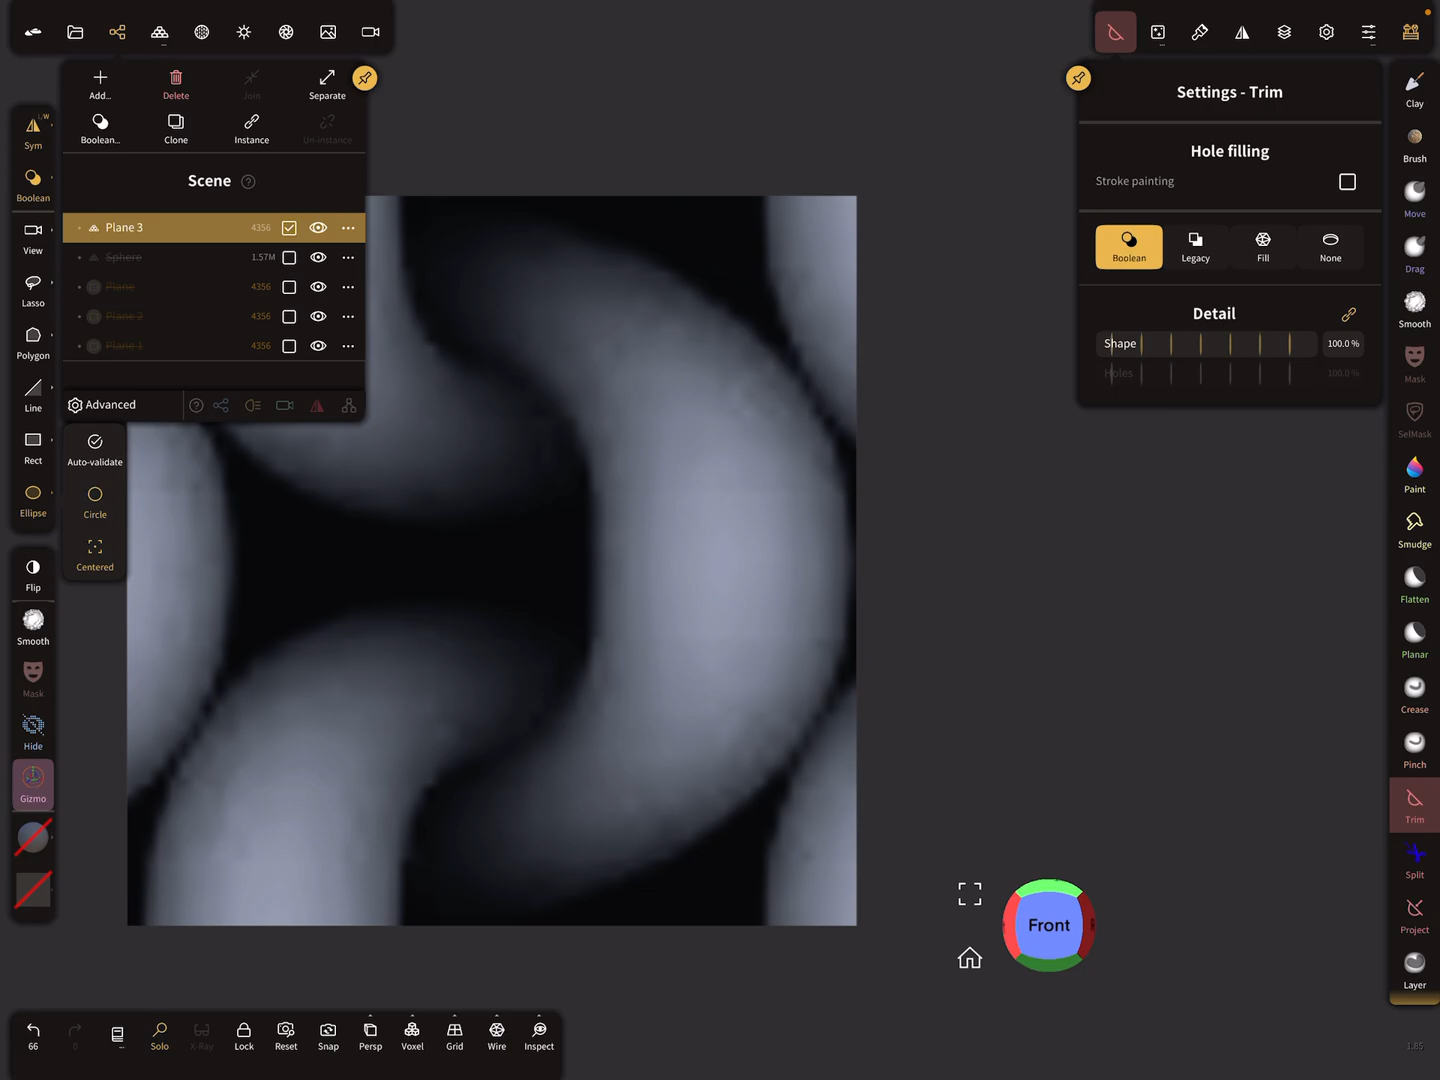 Add...
Delete
Join
Separate
Boolean...
Clone
Instance
Un-instance
Scene
Plane 3 4356
Sphere 1.57M
Plane 4356
Plane 2 4356
Plane 1 4356
Advanced
Auto-validate
Circle
Centered
L/W
Sym
Boolean
View
Lasso
Polygon
Line
Rect
Ellipse
Flip
Smooth
Mask
Hide
Gizmo
Settings - Trim
Hole filling
Stroke painting
Boolean
Legacy
Fill
None
Detail
Shape 100.0 %
Holes 100.0 %
Clay
Brush
Move
Drag
Smooth
Mask
SelMask
Paint
Smudge
Flatten
Planar
Crease
Pinch
Trim
Split
Project
Layer
Front
66
0
...
Solo
X-Ray
Lock
Reset
Snap
Persp
Voxel
Grid
Wire
Inspect
1.85